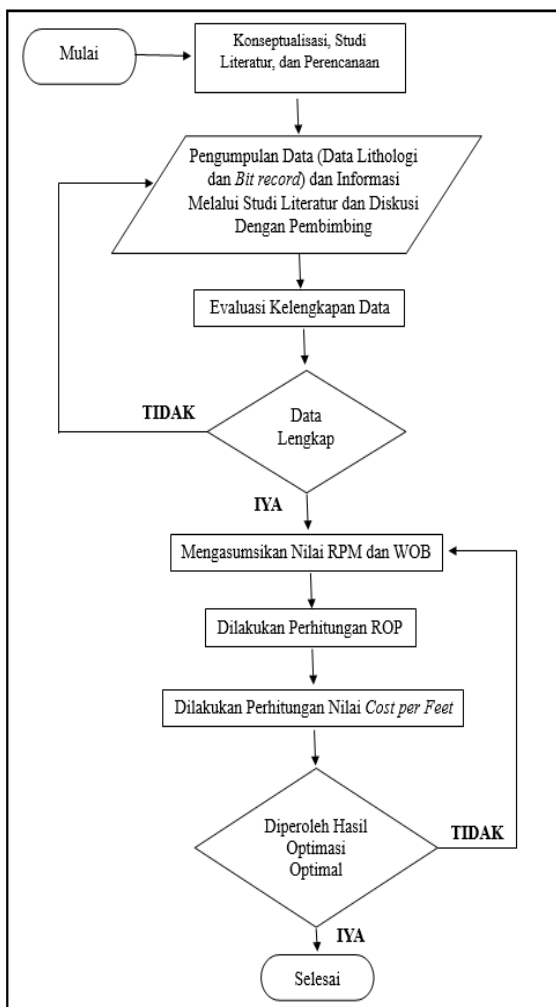 Mulai
Konseptualisasi, Studi
Literatur, dan Perencanaan
Pengumpulan Data (Data Lithologi
dan Bit record) dan Informasi
Melalui Studi Literatur dan Diskusi
Dengan Pembimbing
Evaluasi Kelengkapan Data
TIDAK
Data
Lengkap
IYA
Mengasumsikan Nilai RPM dan WOB
Dilakukan Perhitungan ROP
Dilakukan Perhitungan Nilai Cost per Feet
Diperoleh Hasil
Optimasi
Optimal
TIDAK
IYA
Selesai